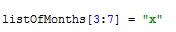 listOfMonths[3:7] = "x"